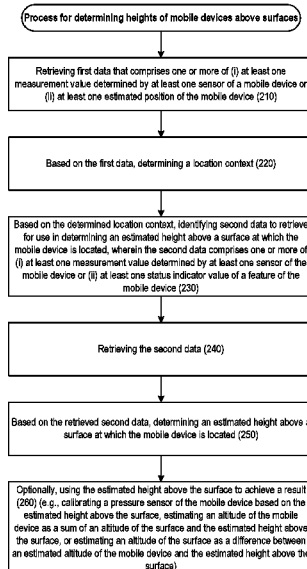 Process for determining heights of mobile devices above surfaces
Retrieving first data that comprises one or more of (i) at least one
measurement value determined by at least one sensor of a mobile device or
(ii) at least one estimated position of the mobile device (210)
Based on the first data, determining a location context (220)
Based on the determined location context, identifying second data to retrieve
for use in determining an estimated height above a surface at which the
mobile device is located, wherein the second data comprises one or more of
(i) at least one measurement value determined by at least one sensor of the
mobile device or (ii) at least one status indicator value of a feature of the
mobile device (230)
Retrieving the second data (240)
Based on the retrieved second data, determining an estimated height above a
surface at which the mobile device is located (250)
Optionally, using the estimated height above the surface to achieve a result
(260) (e.g., calibrating a pressure sensor of the mobile device based on the
estimated height above the surface, estimating an altitude of the mobile
device as a sum of an altitude of the surface and the estimated height above
the surface, or estimating an altitude of the surface as a difference between
an estimated altitude of the mobile device and the estimated height above the
surface)